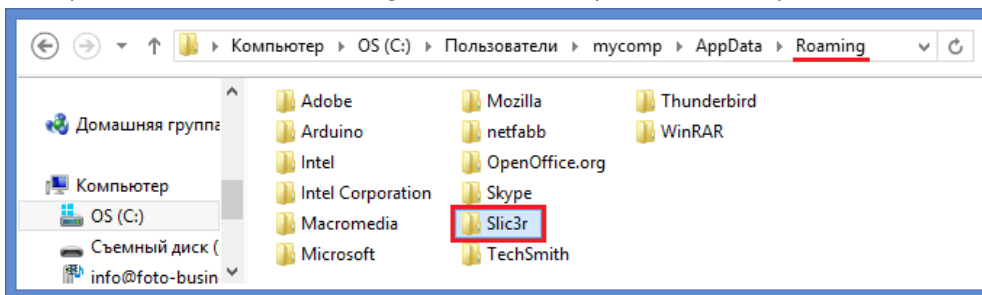 Компьютер ▸ OS (C:) ▸ Пользователи ▸ mycomp ▸ AppData ▸ Roaming
Домашняя группа
Компьютер
OS (C:)
Съемный диск (
info@foto-busin
Adobe
Arduino
Intel
Intel Corporation
Macromedia
Microsoft
Mozilla
netfabb
OpenOffice.org
Skype
Slic3r
TechSmith
Thunderbird
WinRAR